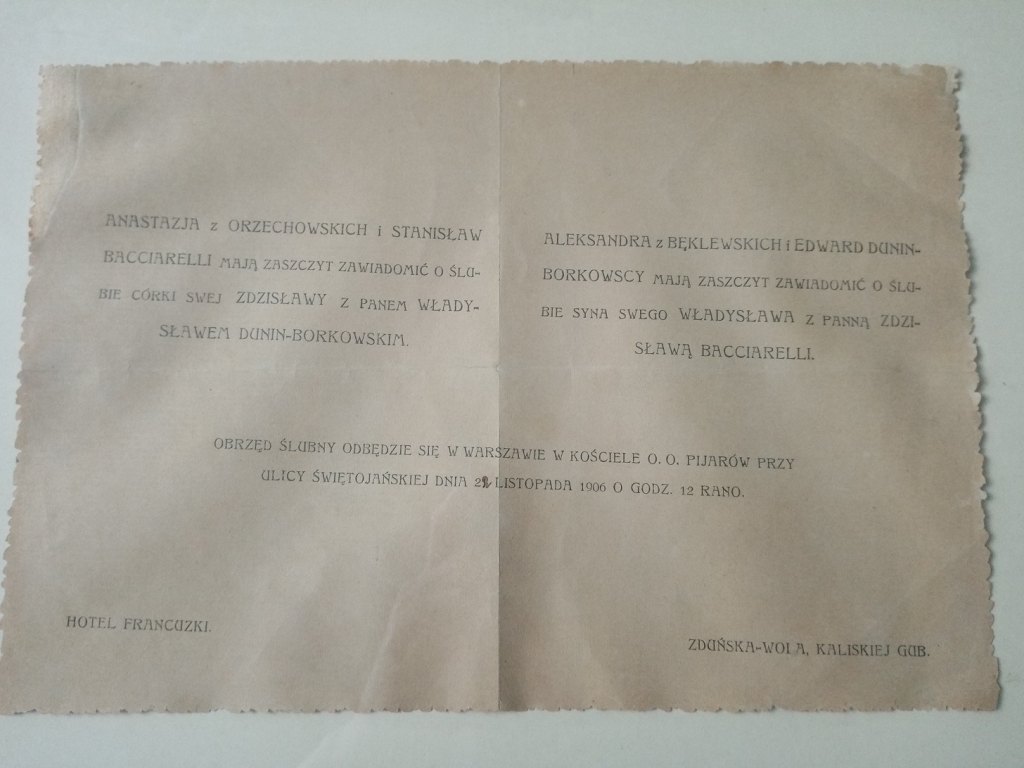 ANASTAZJA z ORZECHOWSKICH i STANISŁAW
BACCIARELLI MAJĄ ZASZCZYT ZAWIADOMIĆ O ŚLU-
BIE CÓRKI SWEJ ZDZISŁAWY Z PANEM WŁADY-
SŁAWEM DUNIN-BORKOWSKIM.
ALEKSANDRA z BĘKLEWSKICH i EDWARD DUNIN-
BORKOWSCY MAJĄ ZASZCZYT ZAWIADOMIĆ O ŚLU-
BIE SYNA SWEGO WŁADYSŁAWA Z PANNĄ ZDZI-
SŁAWĄ BACCIARELLI.
OBRZĘD ŚLUBNY ODBĘDZIE SIĘ W WARSZAWIE W KOŚCIELE O. O. PIJARÓW PRZY
ULICY ŚWIĘTOJAŃSKIEJ DNIA LISTOPADA 1906 O GODZ. 12 RANO.
HOTEL FRANCUZKI.
ZDUŃSKA-WOLA, KALISKIEJ GUB.